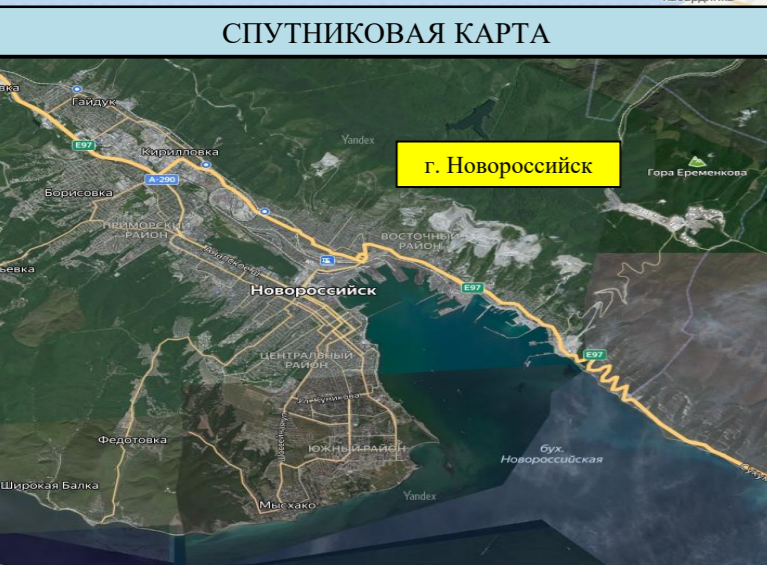 СПУТНИКОВАЯ КАРТА
Гайдук
E97
Yandex
Кирилловка
г. Новороссийск
Гора Еременкова
А-290
Борисовка
ПРИМОРСКИЙ
РАЙОН
ВОСТОЧНЫЙ
РАЙОН
Новороссийск
E97
E97
ЦЕНТРАЛЬНЫЙ
РАЙОН
Федотовка
ЮЖНЫЙ РАЙОН
бух.
Новороссийская
Широкая Балка
Yandex
Мысхако